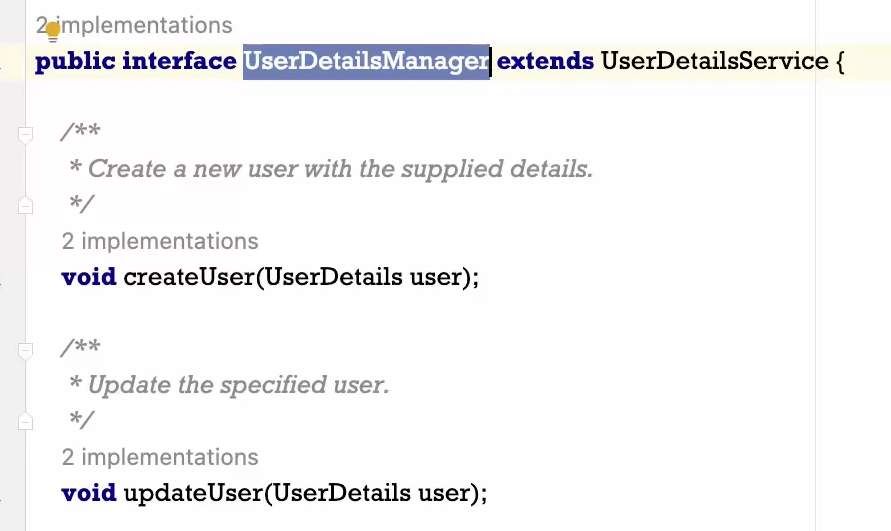 2 implementations
public interface UserDetailsManager extends UserDetailsService {
/**
* Create a new user with the supplied details.
*/
2 implementations
void createUser(UserDetails user);
/**
* Update the specified user.
*/
2 implementations
void updateUser(UserDetails user);